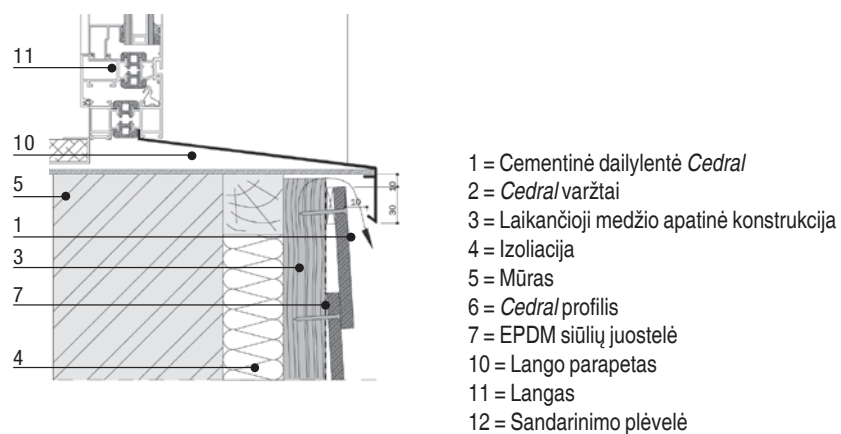 11
10
5
1
3
7
4
10
10
30
1 = Cementinė dailylentė Cedral
2 = Cedral varžtai
3 = Laikančioji medžio apatinė konstrukcija
4 = Izoliacija
5 = Mūras
6 = Cedral profilis
7 = EPDM siūlių juostelė
10 = Lango parapetas
11 = Langas
12 = Sandarinimo plėvelė